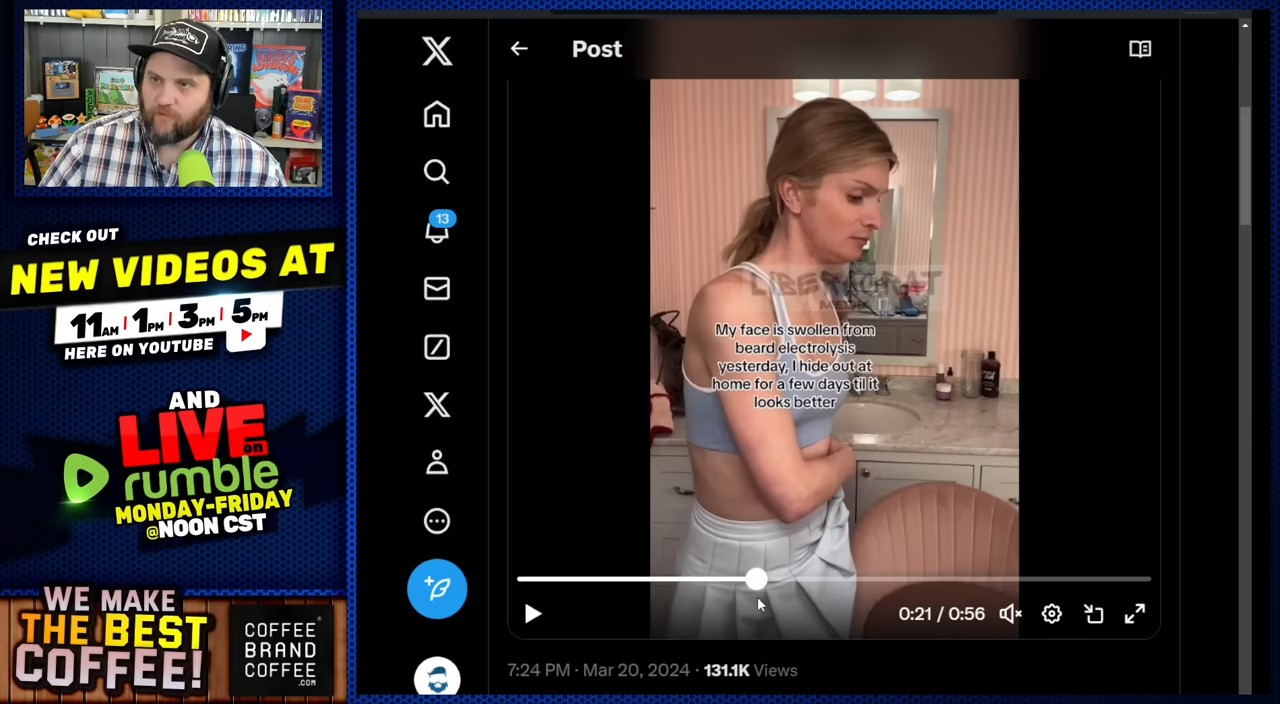 CHECK OUT
NEW VIDEOS AT
11AM | 1PM | 3PM | 5PM
HERE ON YOUTUBE
AND
LIVE on
rumble
MONDAY-FRIDAY
@NOON CST
WE MAKE
THE BEST
COFFEE!
COFFEE
BRAND
COFFEE
.COM
13
Post
My face is swollen from
beard electrolysis
yesterday, I hide out at
home for a few days til it
looks better
0:21 / 0:56
7:24 PM · Mar 20, 2024 · 131.1K Views